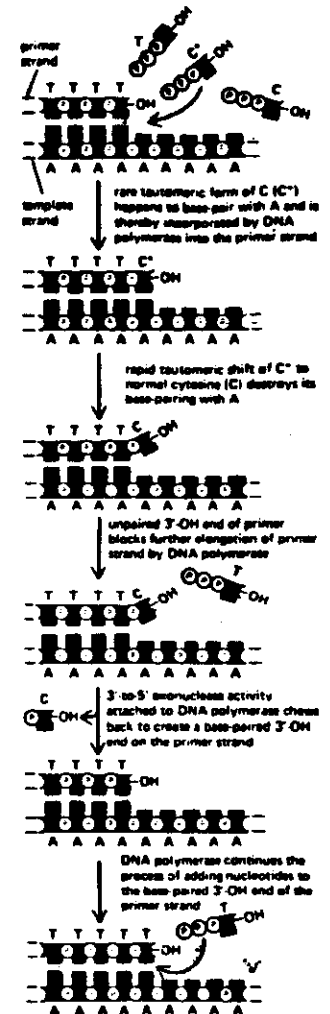 T C* OH
primer
strand
C
T T T T
OH
OH
A A A A A A A A A
template
strand
rare tautomeric form of C (C*)
happens to base-pair with A and is
thereby incorporated by DNA
polymerase into the primer strand
T T T T C*
OH
A A A A A A A A A
rapid tautomeric shift of C* to
normal cytosine (C) destroys its
base-pairing with A
T T T T C OH
A A A A A A A A A
unpaired 3'-OH end of primer
blocks further elongation of primer
strand by DNA polymerase
T
OH
T T T T C OH
A A A A A A A A A
C
OH
3'-to-5' exonuclease activity
attached to DNA polymerase chews
back to create a base-paired 3'-OH
end on the primer strand
T T T T
OH
A A A A A A A A A
DNA polymerase continues the
process of adding nucleotides to
the base-paired 3'-OH end of the
primer strand
T
OH
T T T T T
OH
A A A A A A A A A